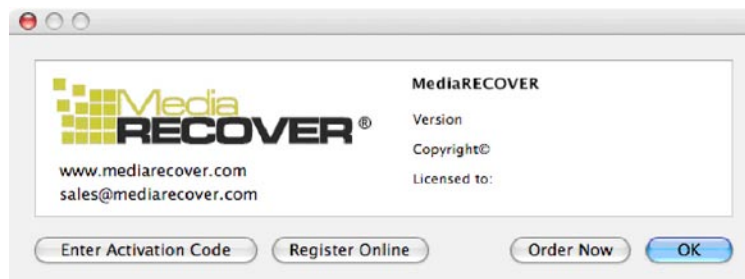 Media
RECOVER®
www.mediarecover.com
sales@mediarecover.com
MediaRECOVER
Version
Copyright©
Licensed to:
Enter Activation Code
Register Online
Order Now
OK